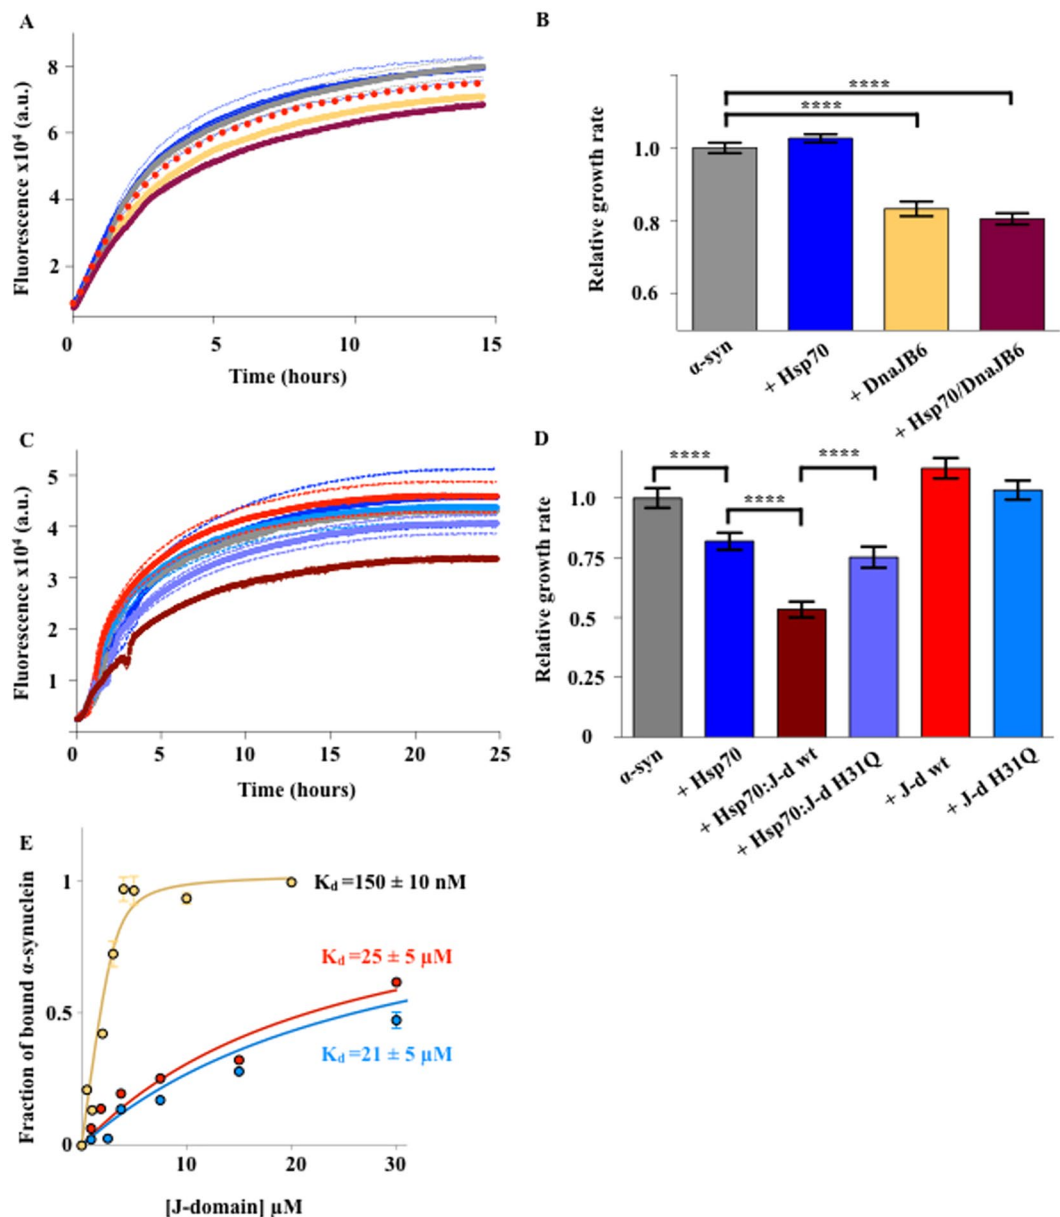 A
Fluorescence x10⁴ (a.u.)
8
6
4
2
0
5
10
15
Time (hours)
B
Relative growth rate
1.0
0.8
0.6
****
****
α-syn
+ Hsp70
+ DnaJB6
+ Hsp70/DnaJB6
C
Fluorescence x10⁴ (a.u.)
5
4
3
2
1
0
5
10
15
20
25
Time (hours)
D
Relative growth rate
1.0
0.75
0.5
0.25
0
****
****
****
α-syn
+ Hsp70
+ Hsp70:J-d wt
+ Hsp70:J-d H31Q
+ J-d wt
+ J-d H31Q
E
Fraction of bound α-synuclein
1
0.5
0
10
20
30
K_d =150 ± 10 nM
K_d =25 ± 5 µM
K_d =21 ± 5 µM
[J-domain] µM